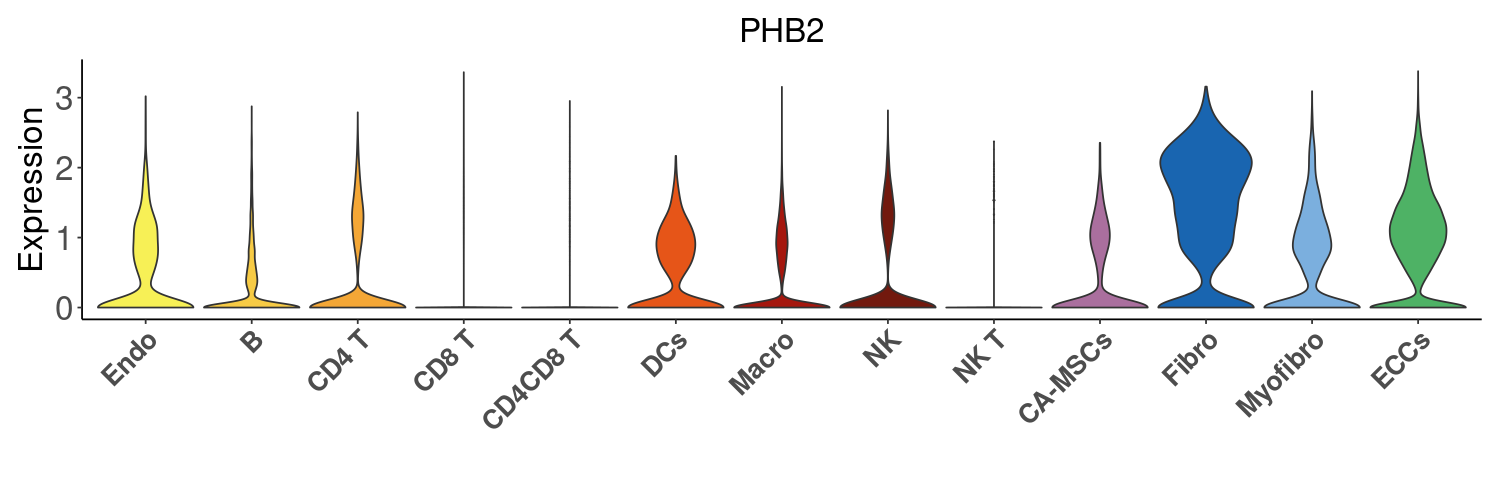 PHB2
Expression
3
2
1
0
Endo
B
CD4 T
CD8 T
CD4CD8 T
DCs
Macro
NK
NK T
CA-MSCs
Fibro
Myofibro
ECCs